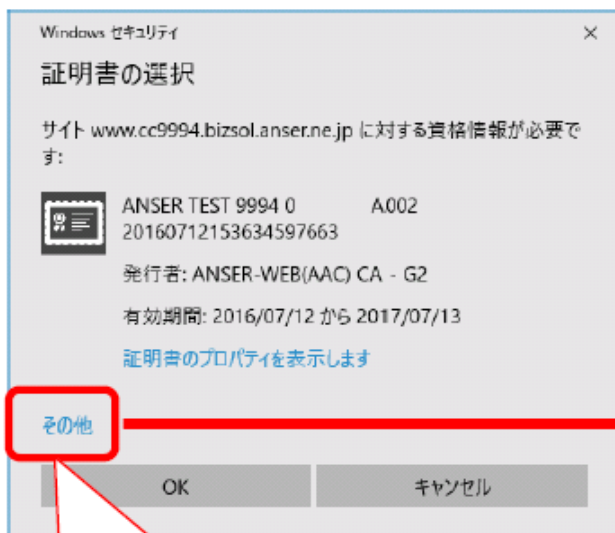 Windows セキュリティ
証明書の選択
サイト www.cc9994.bizsol.anser.ne.jp に対する資格情報が必要で
す:
ANSER TEST 9994 0 A002
20160712153634597663
発行者: ANSER-WEB(AAC) CA - G2
有効期間: 2016/07/12 から 2017/07/13
証明書のプロパティを表示します
その他
OK キャンセル